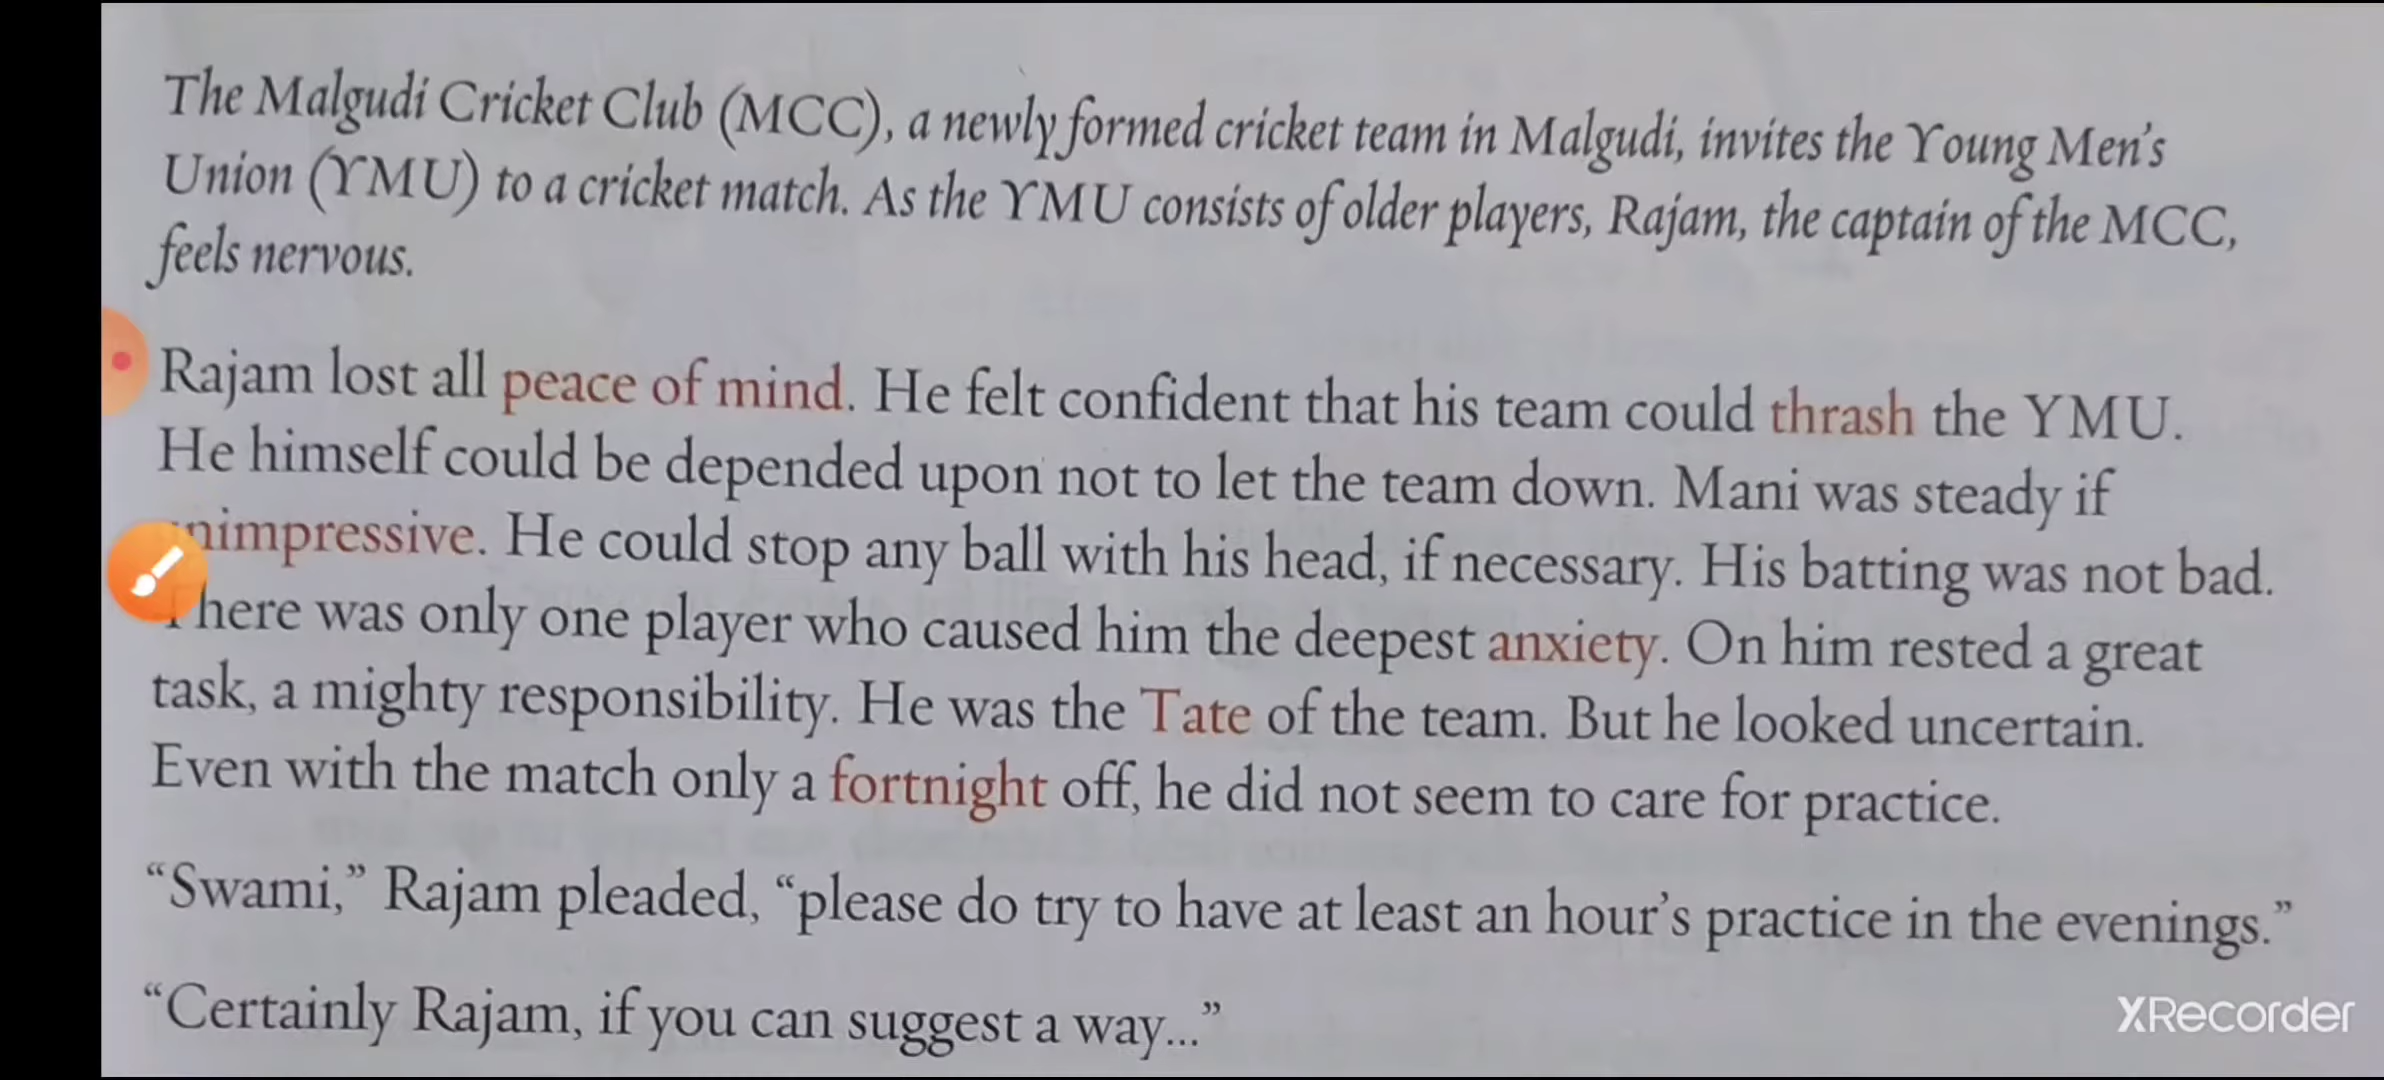 The Malgudi Cricket Club (MCC), a newly formed cricket team in Malgudi, invites the Young Men's
Union (YMU) to a cricket match. As the YMU consists of older players, Rajam, the captain of the MCC,
feels nervous.
Rajam lost all peace of mind. He felt confident that his team could thrash the YMU.
He himself could be depended upon not to let the team down. Mani was steady if
unimpressive. He could stop any ball with his head, if necessary. His batting was not bad.
There was only one player who caused him the deepest anxiety. On him rested a great
task, a mighty responsibility. He was the Tate of the team. But he looked uncertain.
Even with the match only a fortnight off, he did not seem to care for practice.
“Swami,” Rajam pleaded, “please do try to have at least an hour's practice in the evenings.”
“Certainly Rajam, if you can suggest a way...”
XRecorder